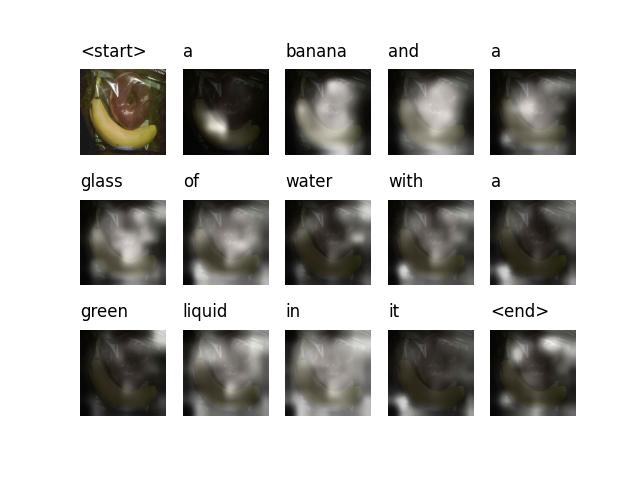 <start> a banana and a
glass of water with a
green liquid in it <end>